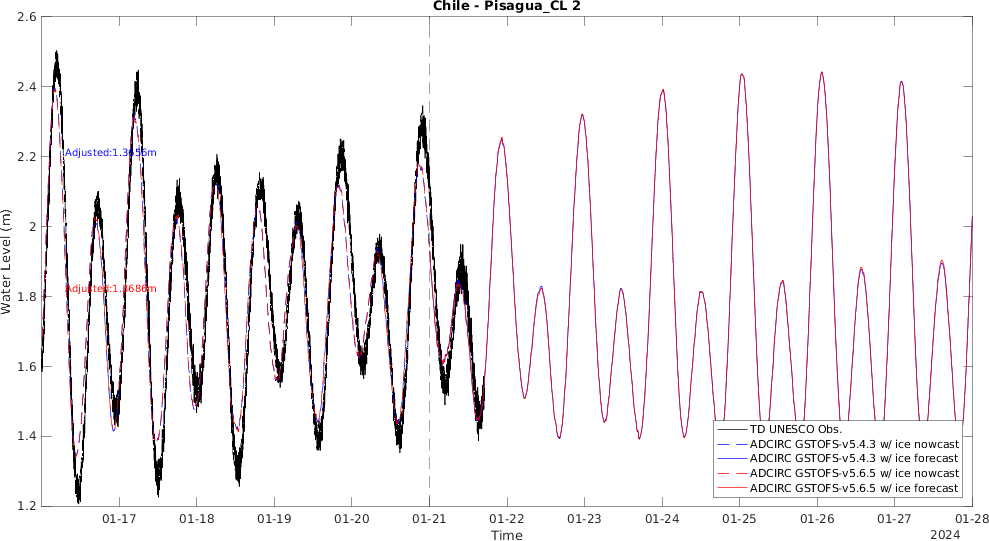 Chile - Pisagua_CL 2
Water Level (m)
2.6
2.4
2.2
2
1.8
1.6
1.4
1.2
Adjusted:1.3656m
Adjusted:1.3686m
TD UNESCO Obs.
ADCIRC GSTOFS-v5.4.3 w/ ice nowcast
ADCIRC GSTOFS-v5.4.3 w/ ice forecast
ADCIRC GSTOFS-v5.6.5 w/ ice nowcast
ADCIRC GSTOFS-v5.6.5 w/ ice forecast
01-17 01-18 01-19 01-20 01-21 01-22 01-23 01-24 01-25 01-26 01-27 01-28
Time
2024